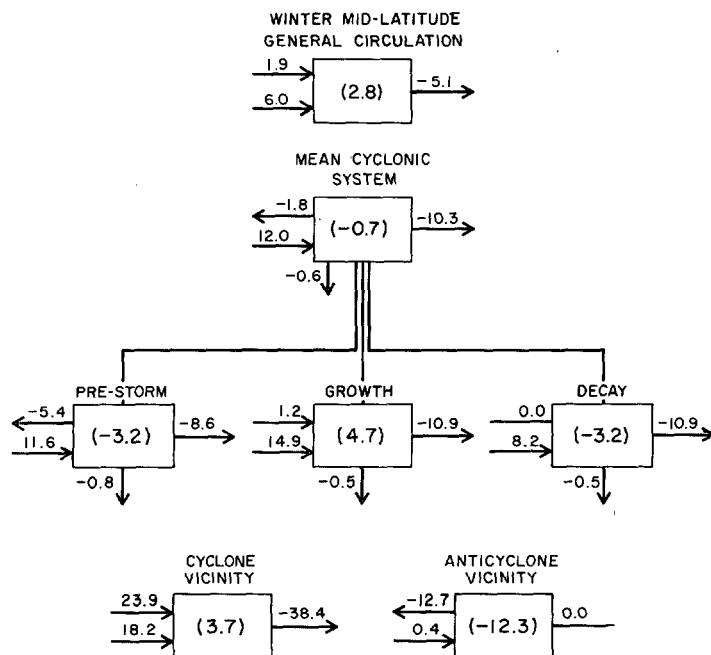 WINTER MID-LATITUDE
GENERAL CIRCULATION
1.9
6.0
(2.8)
-5.1
MEAN CYCLONIC
SYSTEM
-1.8
12.0
(-0.7)
-10.3
-0.6
PRE-STORM
-5.4
11.6
(-3.2)
-8.6
-0.8
GROWTH
1.2
14.9
(4.7)
-10.9
-0.5
DECAY
0.0
8.2
(-3.2)
-10.9
-0.5
CYCLONE
VICINITY
23.9
18.2
(3.7)
-38.4
ANTICYCLONE
VICINITY
-12.7
0.4
(-12.3)
0.0